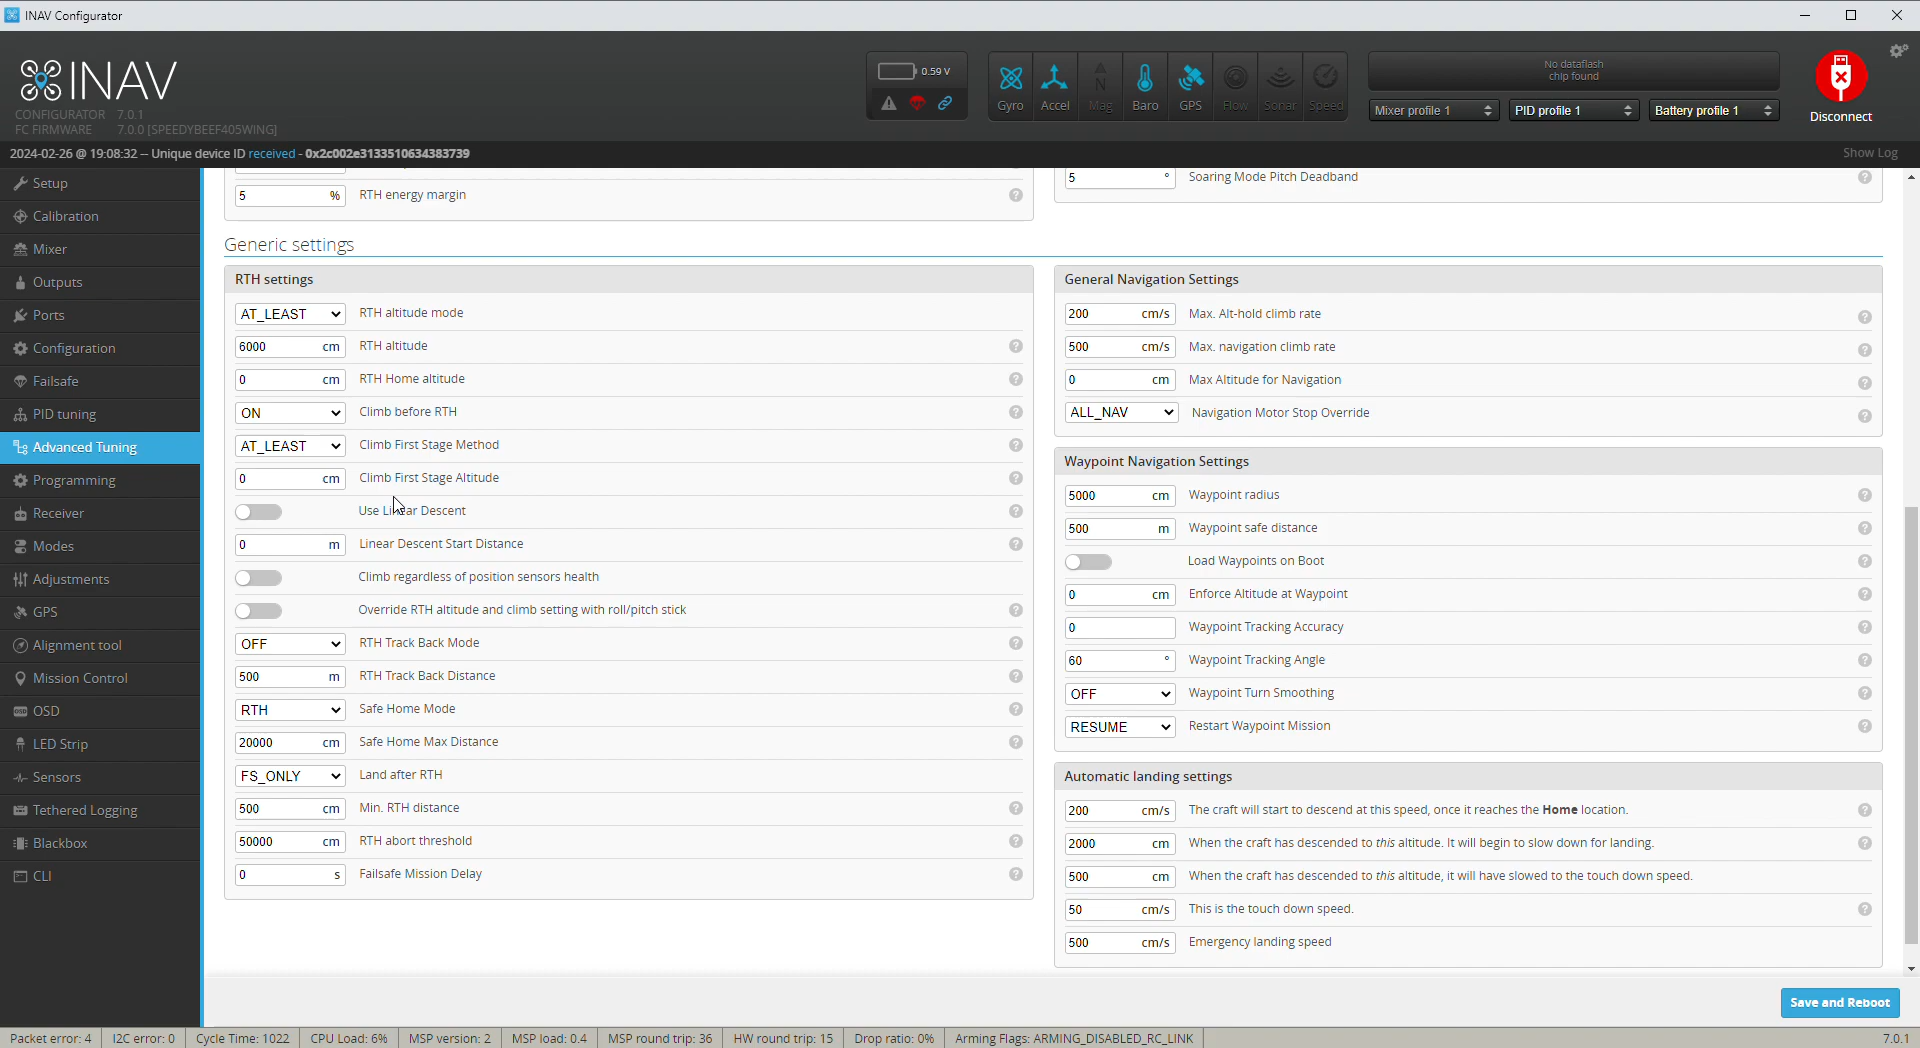 INAV Configurator
INAV
CONFIGURATOR 7.0.1
FC FIRMWARE 7.0.0 [SPEEDYBEEF405WING]
0.59 V
Gyro
Accel
Mag
Baro
GPS
Flow
Sonar
Speed
No dataflash
chip found
Mixer profile 1
PID profile 1
Battery profile 1
Disconnect
2024-02-26 @ 19:08:32 -- Unique device ID received - 0x2c002e3133510634383739
Show Log
Setup
Calibration
Mixer
Outputs
Ports
Configuration
Failsafe
PID tuning
Advanced Tuning
Programming
Receiver
Modes
Adjustments
GPS
Alignment tool
Mission Control
OSD
LED Strip
Sensors
Tethered Logging
Blackbox
CLI
5 % RTH energy margin
5 ° Soaring Mode Pitch Deadband
Generic settings
RTH settings
AT_LEAST RTH altitude mode
6000 cm RTH altitude
0 cm RTH Home altitude
ON Climb before RTH
AT_LEAST Climb First Stage Method
0 cm Climb First Stage Altitude
Use Linear Descent
0 m Linear Descent Start Distance
Climb regardless of position sensors health
Override RTH altitude and climb setting with roll/pitch stick
OFF RTH Track Back Mode
500 m RTH Track Back Distance
RTH Safe Home Mode
20000 cm Safe Home Max Distance
FS_ONLY Land after RTH
500 cm Min. RTH distance
50000 cm RTH abort threshold
0 s Failsafe Mission Delay
General Navigation Settings
200 cm/s Max. Alt-hold climb rate
500 cm/s Max. navigation climb rate
0 cm Max Altitude for Navigation
ALL_NAV Navigation Motor Stop Override
Waypoint Navigation Settings
5000 cm Waypoint radius
500 m Waypoint safe distance
Load Waypoints on Boot
0 cm Enforce Altitude at Waypoint
0 Waypoint Tracking Accuracy
60 ° Waypoint Tracking Angle
OFF Waypoint Turn Smoothing
RESUME Restart Waypoint Mission
Automatic landing settings
200 cm/s The craft will start to descend at this speed, once it reaches the Home location.
2000 cm When the craft has descended to this altitude. It will begin to slow down for landing.
500 cm When the craft has descended to this altitude, it will have slowed to the touch down speed.
50 cm/s This is the touch down speed.
500 cm/s Emergency landing speed
Save and Reboot
Packet error: 4 I2C error: 0 Cycle Time: 1022 CPU Load: 6% MSP version: 2 MSP load: 0.4 MSP round trip: 36 HW round trip: 15 Drop ratio: 0% Arming Flags: ARMING_DISABLED_RC_LINK 7.0.1